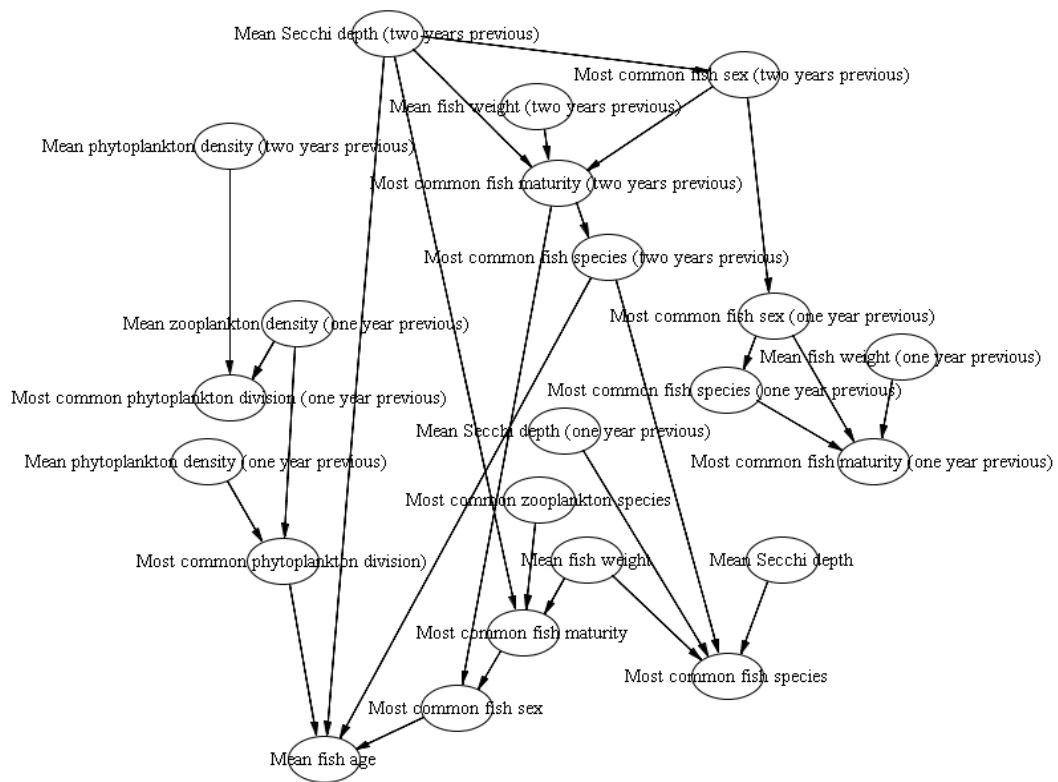 Mean Secchi depth (two years previous)
Most common fish sex (two years previous)
Mean fish weight (two years previous)
Mean phytoplankton density (two years previous)
Most common fish maturity (two years previous)
Most common fish species (two years previous)
Mean zooplankton density (one year previous)
Most common fish sex (one year previous)
Mean fish weight (one year previous)
Most common fish species (one year previous)
Most common phytoplankton division (one year previous)
Mean Secchi depth (one year previous)
Mean phytoplankton density (one year previous)
Most common fish maturity (one year previous)
Most common zooplankton species
Most common phytoplankton division)
Mean fish weight
Mean Secchi depth
Most common fish maturity
Most common fish species
Most common fish sex
Mean fish age